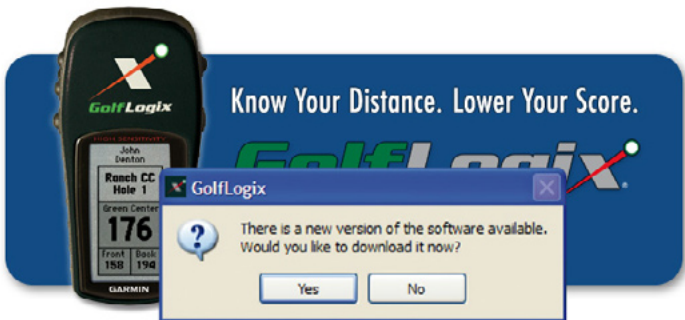 GolfLogix
HIGH SENSITIVITY
John
Denton
Ranch CC
Hole 1
Green Center
176
Front Back
158 194
GARMIN
Know Your Distance. Lower Your Score.
GolfLogix
GolfLogix
There is a new version of the software available.
Would you like to download it now?
Yes No